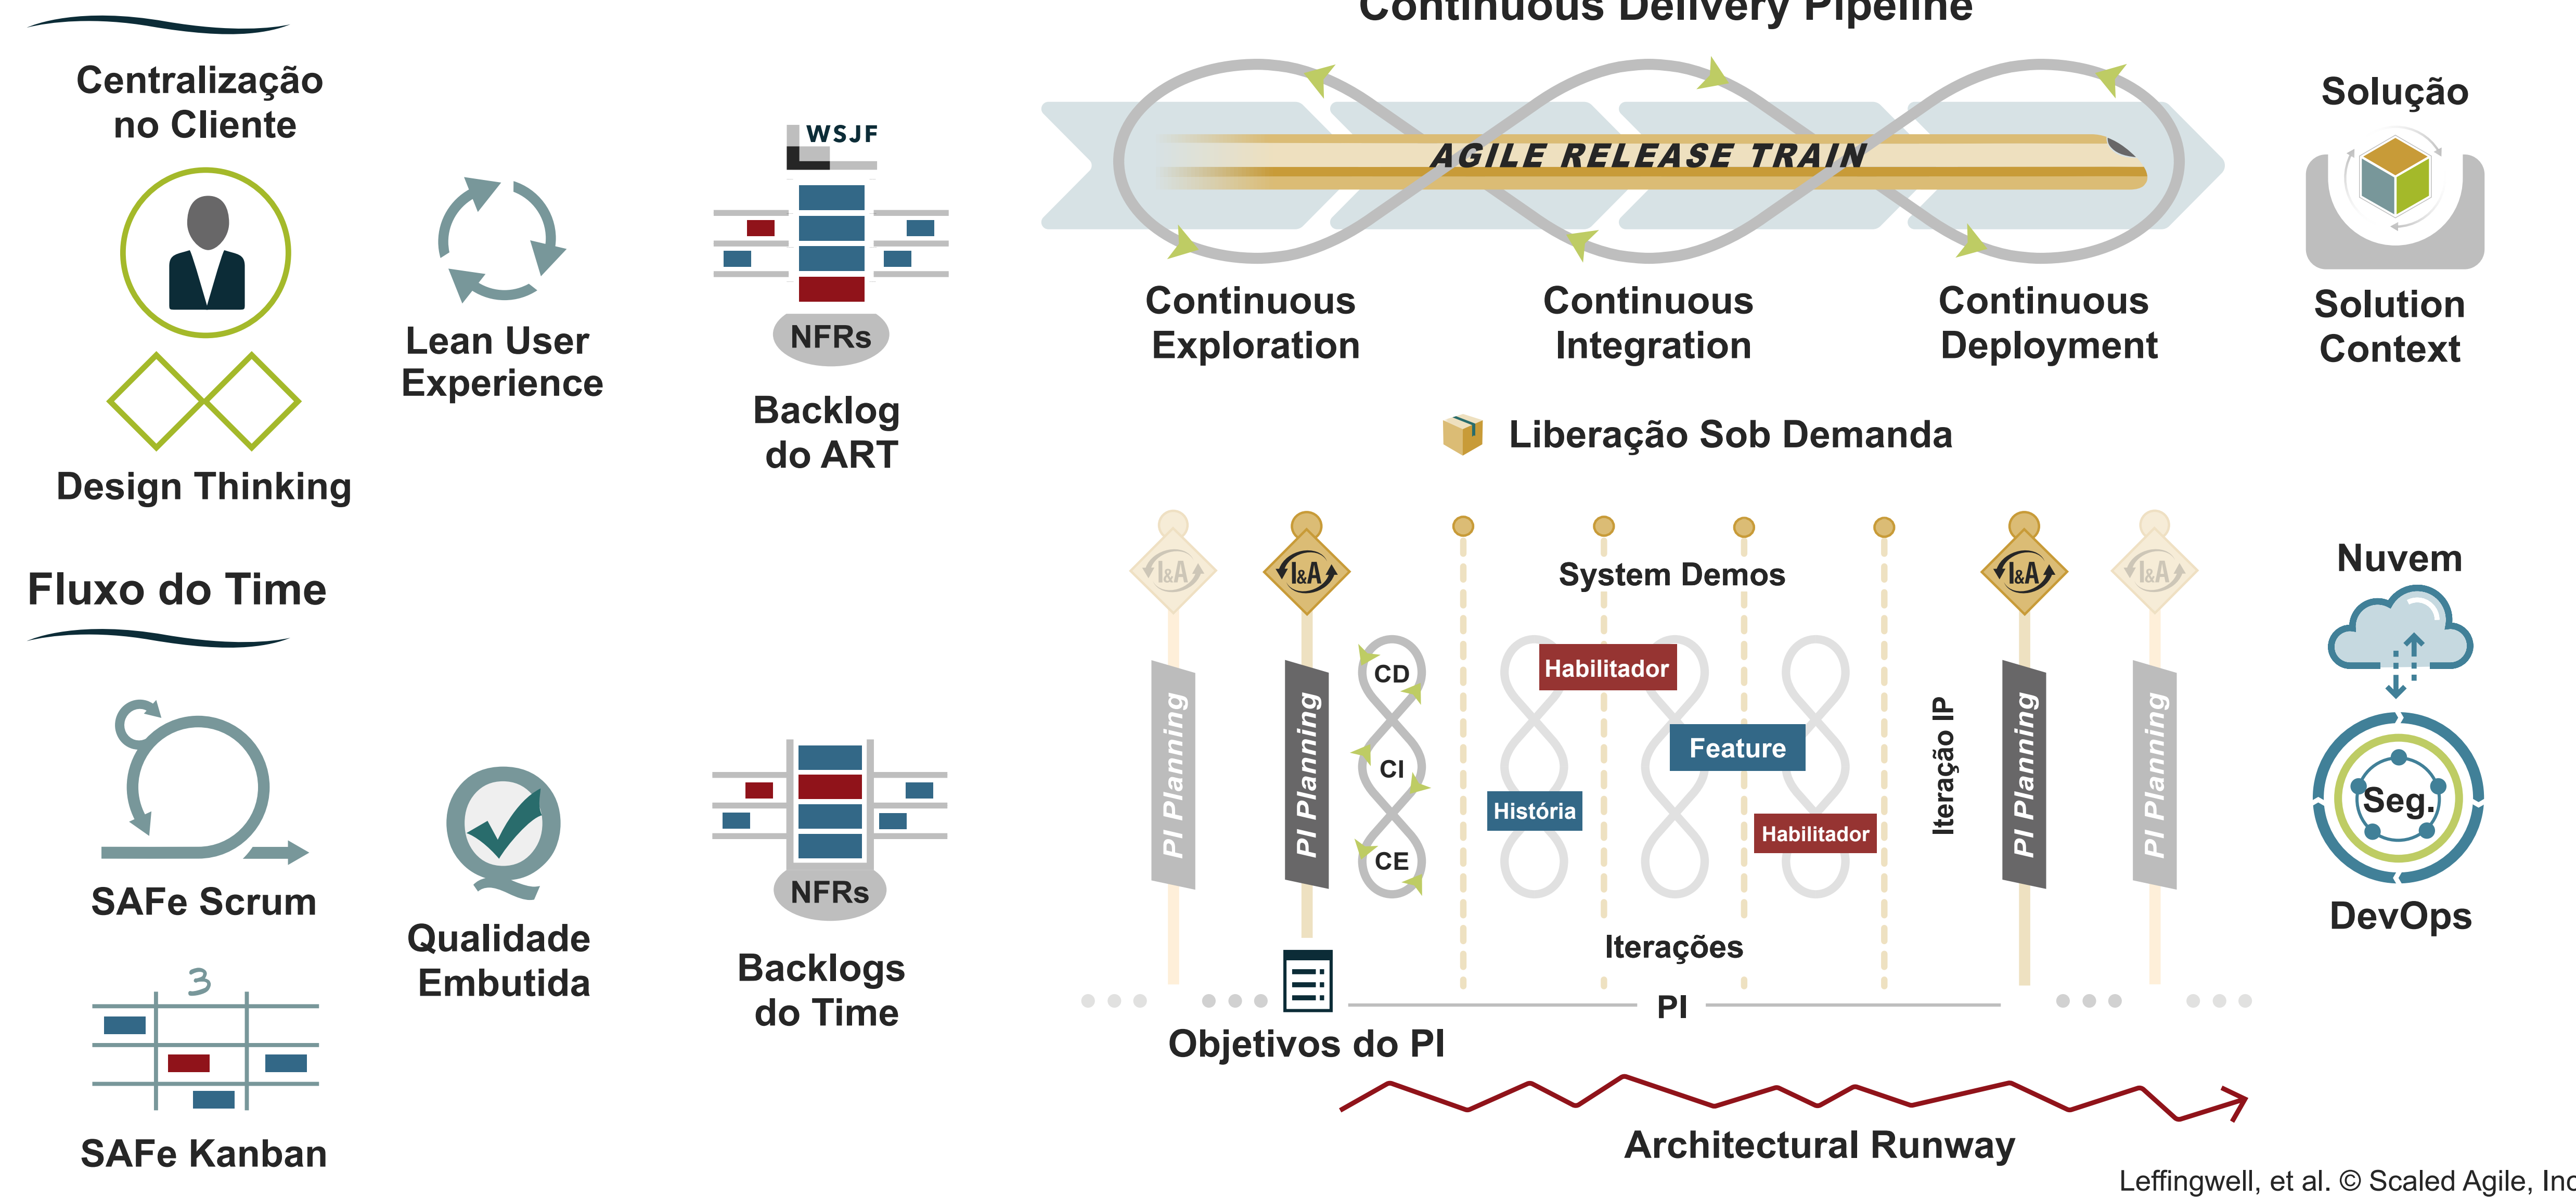 Continuous Delivery Pipeline
Centralização
no Cliente
Design Thinking
Lean User
Experience
WSJF
NFRs
Backlog
do ART
AGILE RELEASE TRAIN
Continuous
Exploration
Continuous
Integration
Continuous
Deployment
Liberação Sob Demanda
Solução
Solution
Context
Fluxo do Time
SAFe Scrum
3
SAFe Kanban
Qualidade
Embutida
NFRs
Backlogs
do Time
I&A
PI Planning
I&A
PI Planning
CD
CI
CE
System Demos
Habilitador
Feature
História
Habilitador
Iterações
Iteração IP
I&A
PI Planning
I&A
PI Planning
PI
Objetivos do PI
Architectural Runway
Nuvem
Seg.
DevOps
Leffingwell, et al. © Scaled Agile, Inc